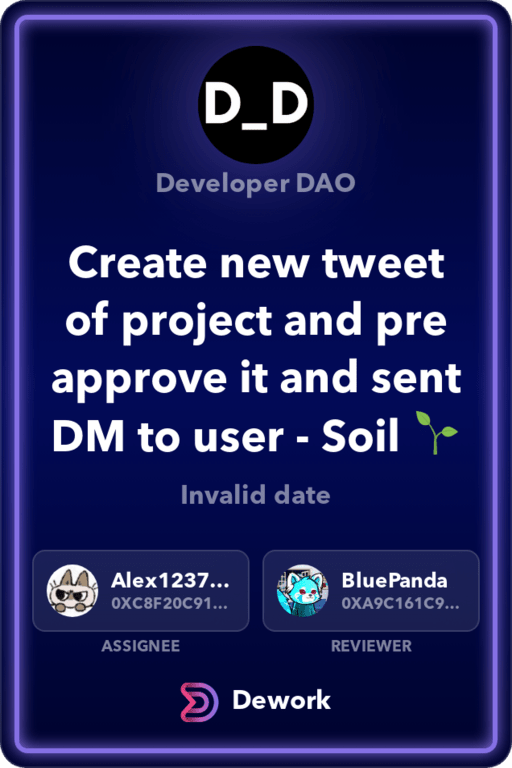 D_D
Developer DAO
Create new tweet
of project and pre
approve it and sent
DM to user - Soil 🌱
Invalid date
Alex1237...
0XC8F20C91...
BluePanda
0XA9C161C9...
ASSIGNEE
REVIEWER
Dework